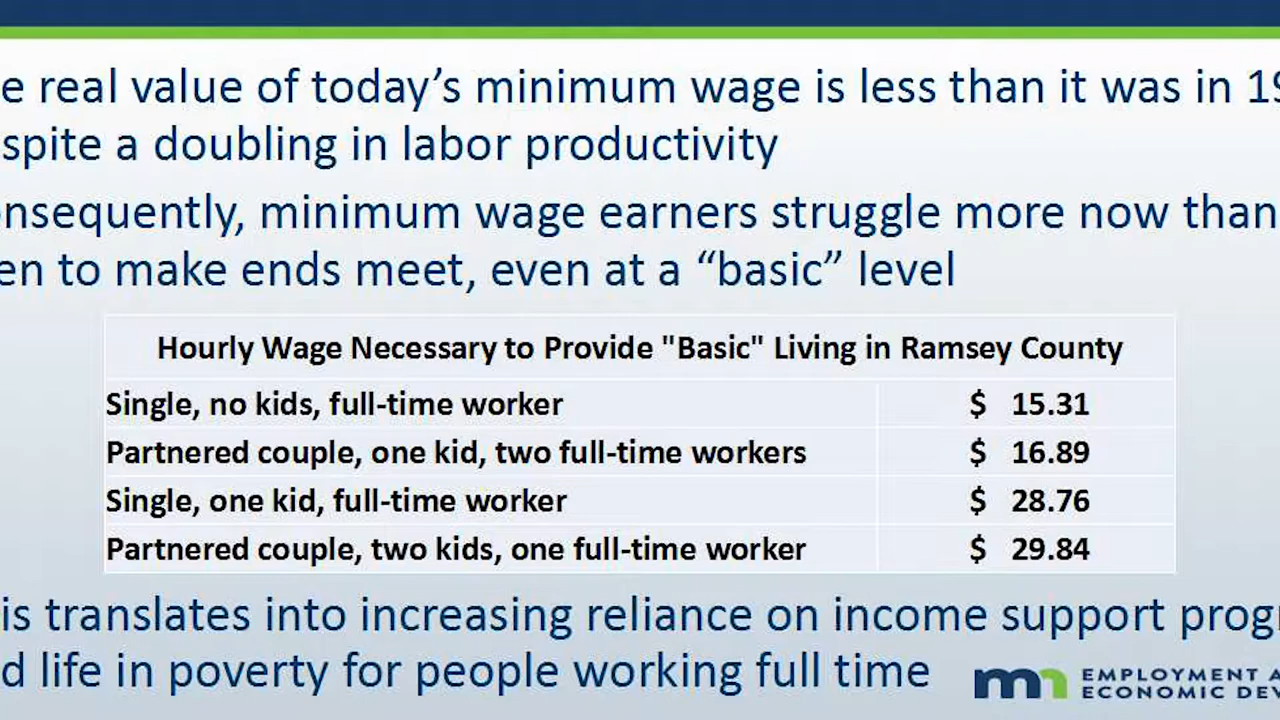 e real value of today's minimum wage is less than it was in 19
spite a doubling in labor productivity
onsequently, minimum wage earners struggle more now than
en to make ends meet, even at a “basic” level
Hourly Wage Necessary to Provide "Basic" Living in Ramsey County
Single, no kids, full-time worker $ 15.31
Partnered couple, one kid, two full-time workers $ 16.89
Single, one kid, full-time worker $ 28.76
Partnered couple, two kids, one full-time worker $ 29.84
is translates into increasing reliance on income support progr
d life in poverty for people working full time
mn EMPLOYMENT A
ECONOMIC DEV